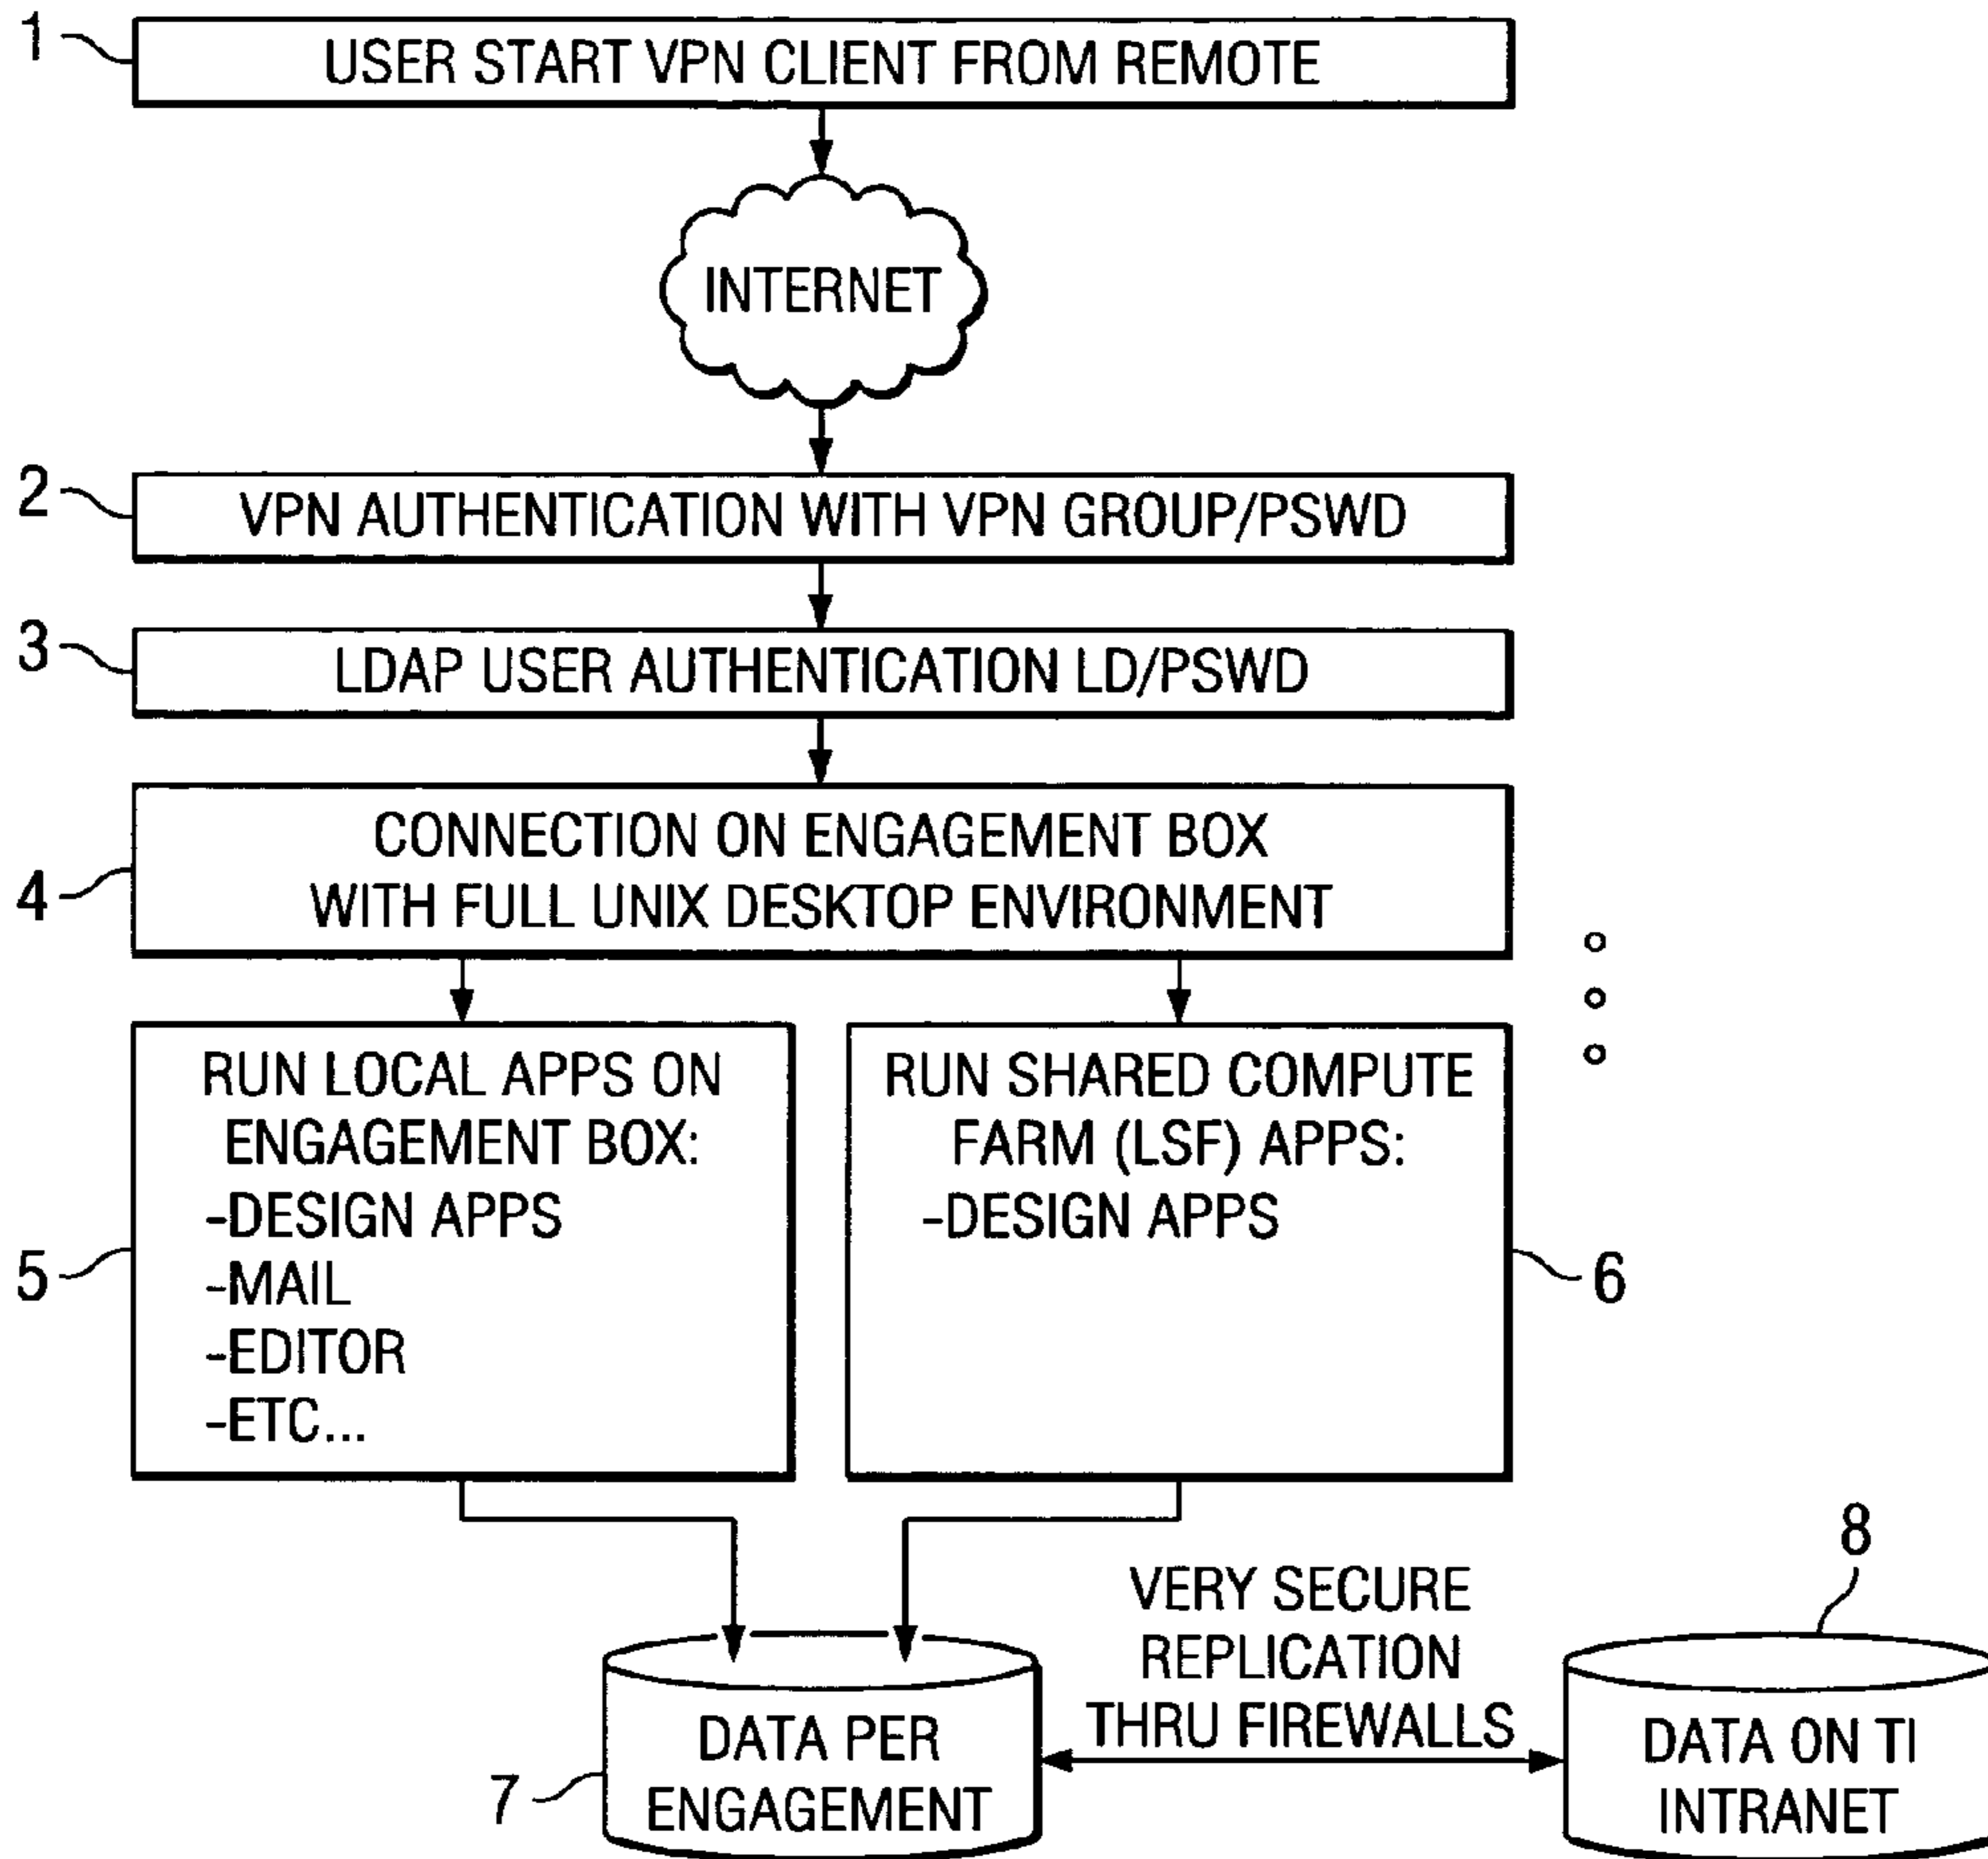 1
USER START VPN CLIENT FROM REMOTE
INTERNET
2
VPN AUTHENTICATION WITH VPN GROUP/PSWD
3
LDAP USER AUTHENTICATION LD/PSWD
4
CONNECTION ON ENGAGEMENT BOX
WITH FULL UNIX DESKTOP ENVIRONMENT
5
RUN LOCAL APPS ON
ENGAGEMENT BOX:
-DESIGN APPS
-MAIL
-EDITOR
-ETC...
RUN SHARED COMPUTE
FARM (LSF) APPS:
-DESIGN APPS
6
7
DATA PER
ENGAGEMENT
VERY SECURE
REPLICATION
THRU FIREWALLS
8
DATA ON TI
INTRANET